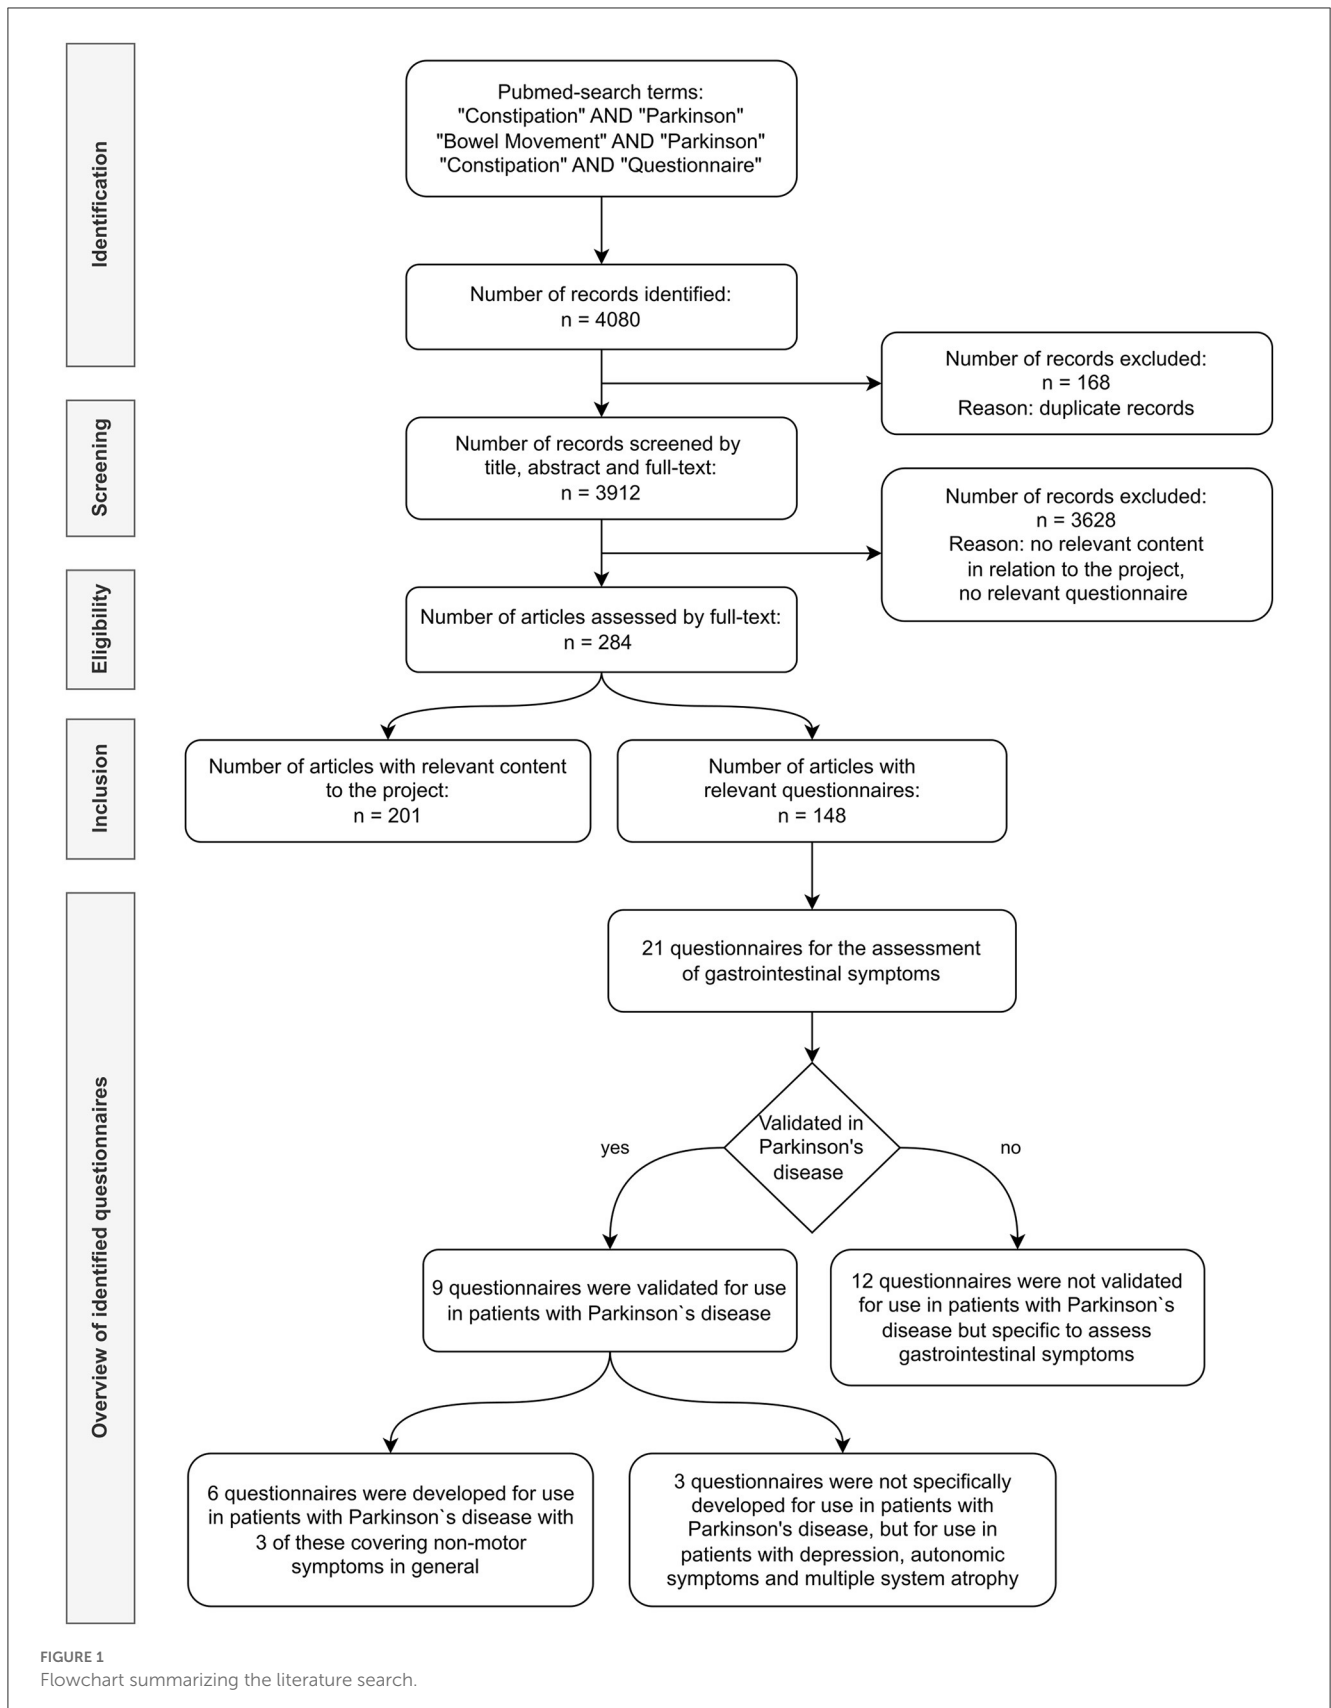 Identification
Pubmed-search terms:
"Constipation" AND "Parkinson"
"Bowel Movement" AND "Parkinson"
"Constipation" AND "Questionnaire"
Number of records identified:
n = 4080
Number of records excluded:
n = 168
Reason: duplicate records
Screening
Number of records screened by
title, abstract and full-text:
n = 3912
Number of records excluded:
n = 3628
Reason: no relevant content
in relation to the project,
no relevant questionnaire
Eligibility
Number of articles assessed by full-text:
n = 284
Inclusion
Number of articles with relevant content
to the project:
n = 201
Number of articles with
relevant questionnaires:
n = 148
Overview of identified questionnaires
21 questionnaires for the assessment
of gastrointestinal symptoms
Validated in
Parkinson's
disease
yes
no
9 questionnaires were validated for use
in patients with Parkinson`s disease
12 questionnaires were not validated
for use in patients with Parkinson`s
disease but specific to assess
gastrointestinal symptoms
6 questionnaires were developed for use
in patients with Parkinson`s disease with
3 of these covering non-motor
symptoms in general
3 questionnaires were not specifically
developed for use in patients with
Parkinson's disease, but for use in
patients with depression, autonomic
symptoms and multiple system atrophy
FIGURE 1
Flowchart summarizing the literature search.